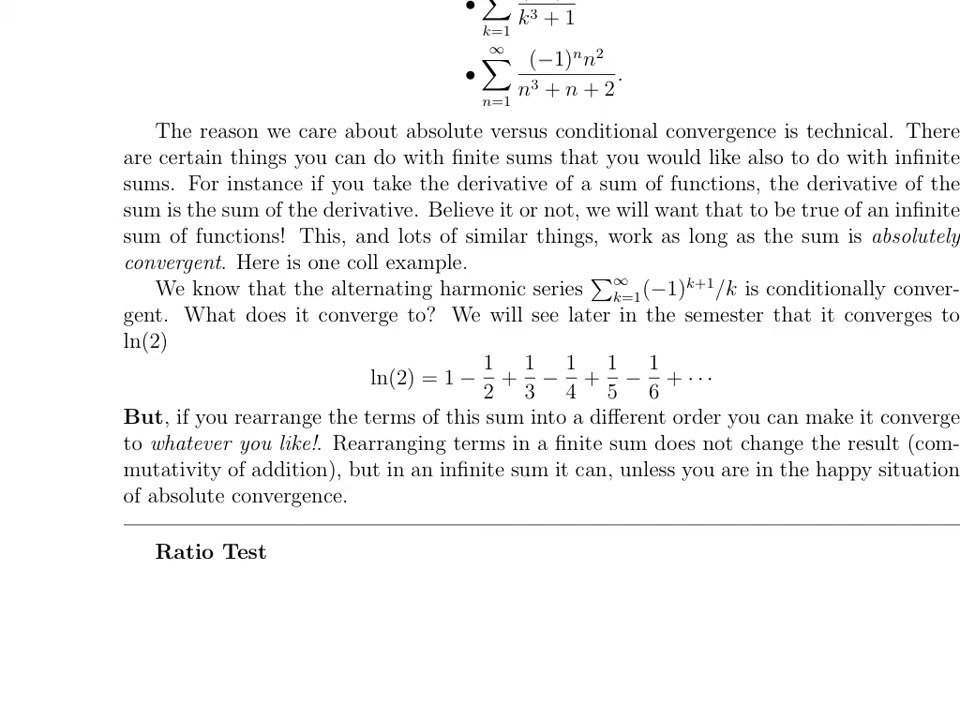 • ∑_{k=1} / k³ + 1
• ∑_{n=1}^{∞} (−1)ⁿn² / n³ + n + 2.
The reason we care about absolute versus conditional convergence is technical. There
are certain things you can do with finite sums that you would like also to do with infinite
sums. For instance if you take the derivative of a sum of functions, the derivative of the
sum is the sum of the derivative. Believe it or not, we will want that to be true of an infinite
sum of functions! This, and lots of similar things, work as long as the sum is absolutely
convergent. Here is one coll example.
We know that the alternating harmonic series ∑_{k=1}^{∞}(−1)^{k+1}/k is conditionally conver-
gent. What does it converge to? We will see later in the semester that it converges to
ln(2)
ln(2) = 1 − 1/2 + 1/3 − 1/4 + 1/5 − 1/6 + ···
But, if you rearrange the terms of this sum into a different order you can make it converge
to whatever you like!. Rearranging terms in a finite sum does not change the result (com-
mutativity of addition), but in an infinite sum it can, unless you are in the happy situation
of absolute convergence.
Ratio Test